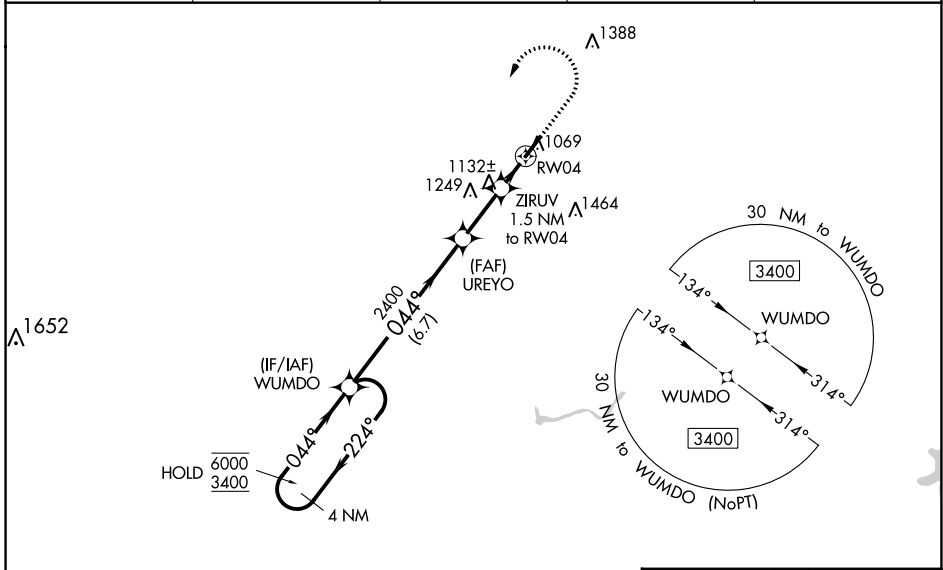 1388
1069
RW04
1132±
1249
ZIRUV
1.5 NM
to RW04
1464
(FAF)
UREYO
2400
044°
(6.7)
1652
(IF/IAF)
WUMDO
044°
224°
HOLD
6000
3400
4 NM
30 NM to WUMDO
3400
134°
WUMDO
314°
134°
WUMDO
314°
3400
30 NM to WUMDO (NoPT)